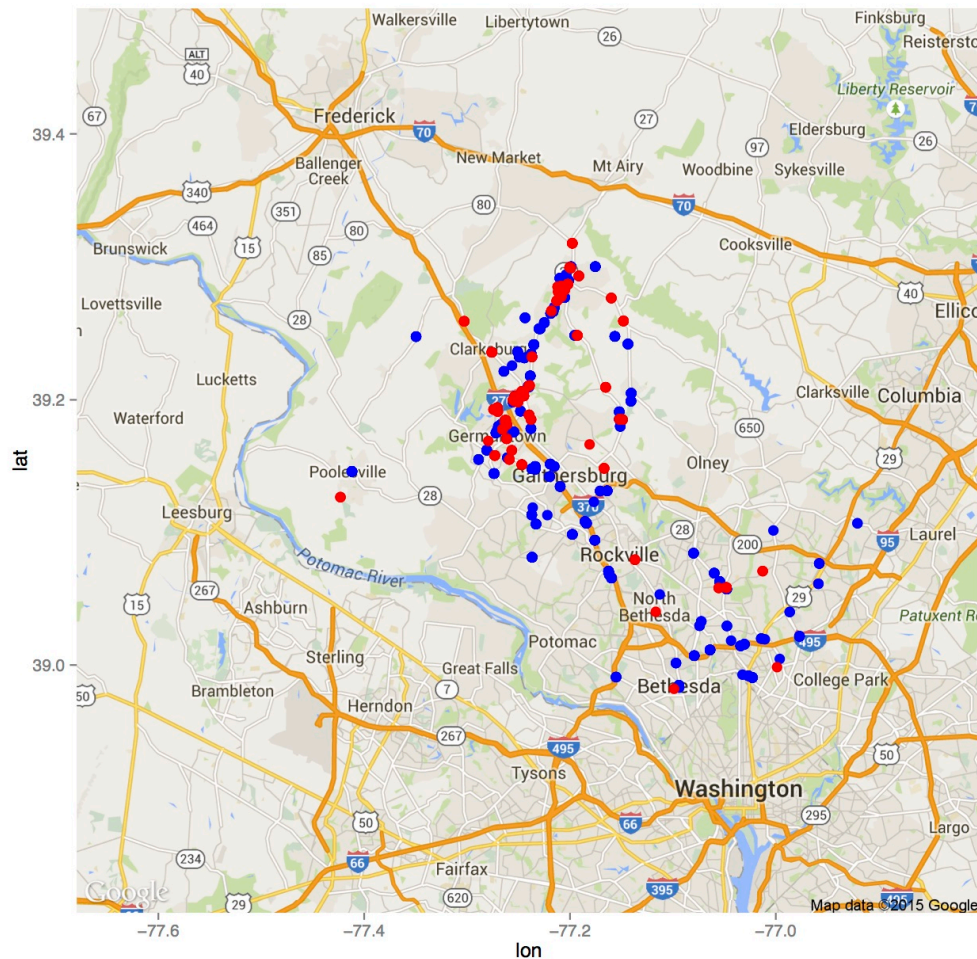 Walkersville
Libertytown
Finksburg
26
Reistersto
ALT
40
Liberty Reservoir
67
Frederick
70
27
Eldersburg
26
New Market
97
Ballenger
Creek
Mt Airy
Woodbine
Sykesville
340
351
80
70
464
80
Brunswick
15
85
Cooksville
40
Lovettsville
28
Ellico
Clarksburg
Lucketts
270
Clarksville
Columbia
Waterford
Germantown
650
29
Poolesville
Gaithersburg
Olney
28
370
Leesburg
28
200
95
Laurel
Rockville
Potomac River
267
15
Ashburn
North
Bethesda
29
Patuxent Re
Potomac
495
Sterling
Great Falls
50
Brambleton
7
Bethesda
College Park
Herndon
267
495
50
Tysons
Washington
50
66
295
Largo
234
66
Fairfax
Google
29
620
395
495
Map data ©2015 Google
39.4
39.2
39.0
lat
−77.6
−77.4
−77.2
−77.0
lon